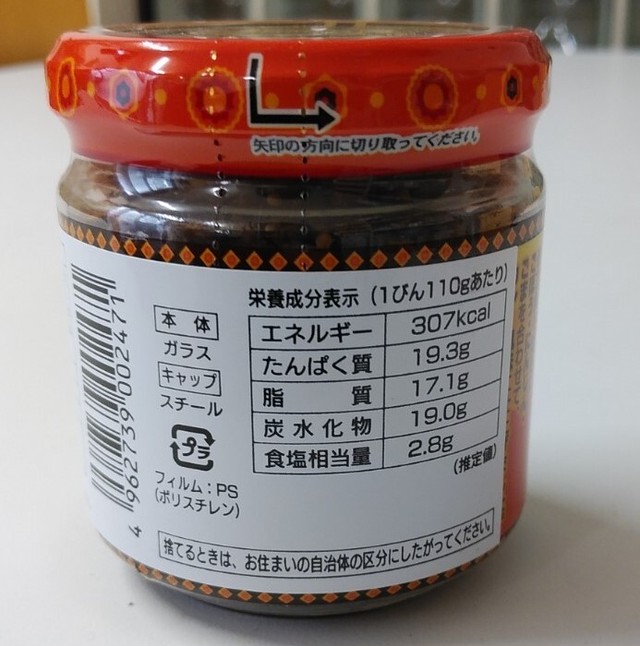 矢印の方向に切り取ってください。
栄養成分表示(1びん110gあたり)
エネルギー 307kcal
たんぱく質 19.3g
脂質 17.1g
炭水化物 19.0g
食塩相当量 2.8g
(推定値)
本体
ガラス
キャップ
スチール
プラ
フィルム:PS
(ポリスチレン)
捨てるときは、お住まいの自治体の区分にしたがってください。
4 962739 002471